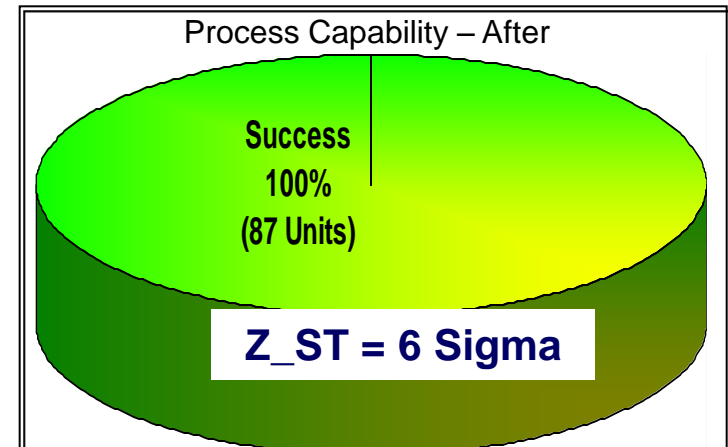 Process Capability – After
Success
100%
(87 Units)
Z_ST = 6 Sigma